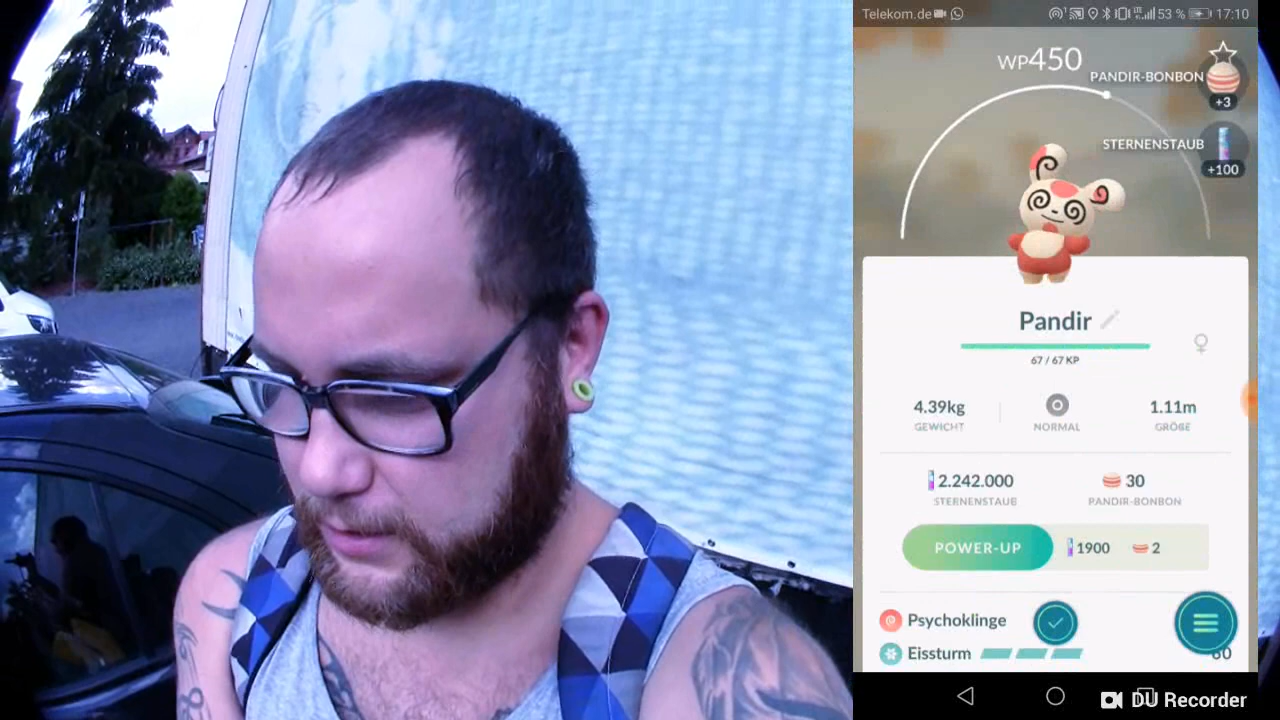 Telekom.de 53 % 17:10
WP450
PANDIR-BONBON
+3
STERNENSTAUB
+100
Pandir
67 / 67 KP
4.39kg
GEWICHT
NORMAL
1.11m
GRÖßE
2.242.000
STERNENSTAUB
30
PANDIR-BONBON
POWER-UP 1900 2
Psychoklinge
Eissturm 60
DU Recorder